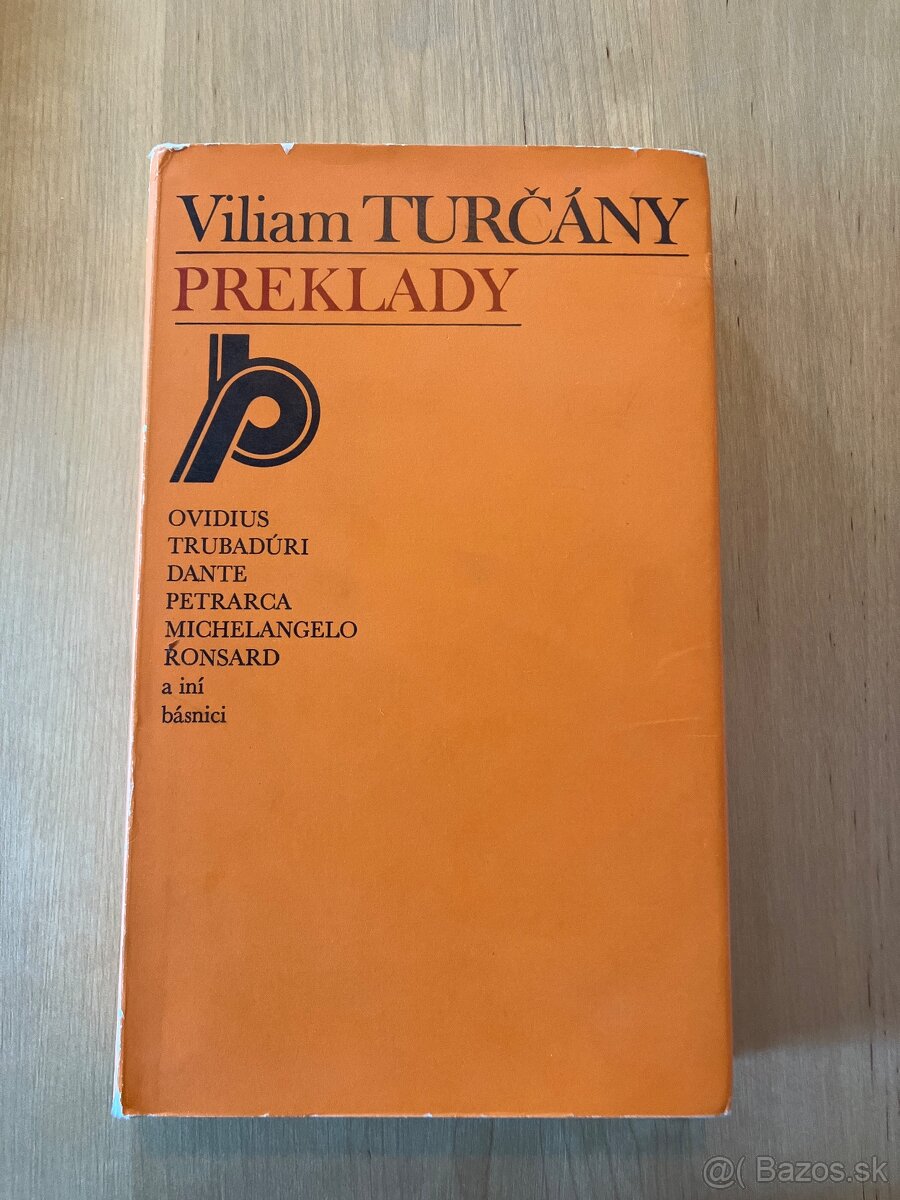 Viliam TURČÁNY
PREKLADY
OVIDIUS
TRUBADÚRI
DANTE
PETRARCA
MICHELANGELO
RONSARD
a iní
básnici
@( Bazos.sk